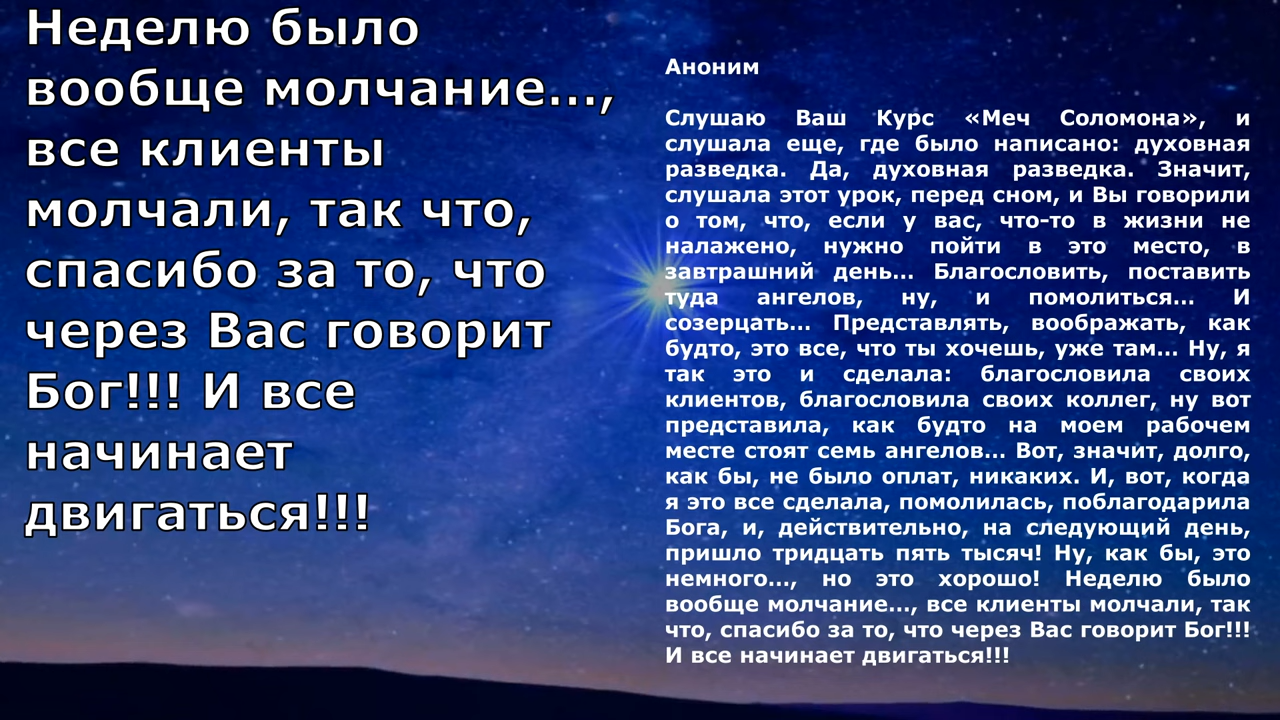 Неделю было
вообще молчание...,
все клиенты
молчали, так что,
спасибо за то, что
через Вас говорит
Бог!!! И все
начинает
двигаться!!!
Аноним
Слушаю Ваш Курс «Меч Соломона», и
слушала еще, где было написано: духовная
разведка. Да, духовная разведка. Значит,
слушала этот урок, перед сном, и Вы говорили
о том, что, если у вас, что-то в жизни не
налажено, нужно пойти в это место, в
завтрашний день... Благословить, поставить
туда ангелов, ну, и помолиться... И
созерцать... Представлять, воображать, как
будто, это все, что ты хочешь, уже там... Ну, я
так это и сделала: благословила своих
клиентов, благословила своих коллег, ну вот
представила, как будто на моем рабочем
месте стоят семь ангелов... Вот, значит, долго,
как бы, не было оплат, никаких. И, вот, когда
я это все сделала, помолилась, поблагодарила
Бога, и, действительно, на следующий день,
пришло тридцать пять тысяч! Ну, как бы, это
немного..., но это хорошо! Неделю было
вообще молчание..., все клиенты молчали, так
что, спасибо за то, что через Вас говорит Бог!!!
И все начинает двигаться!!!